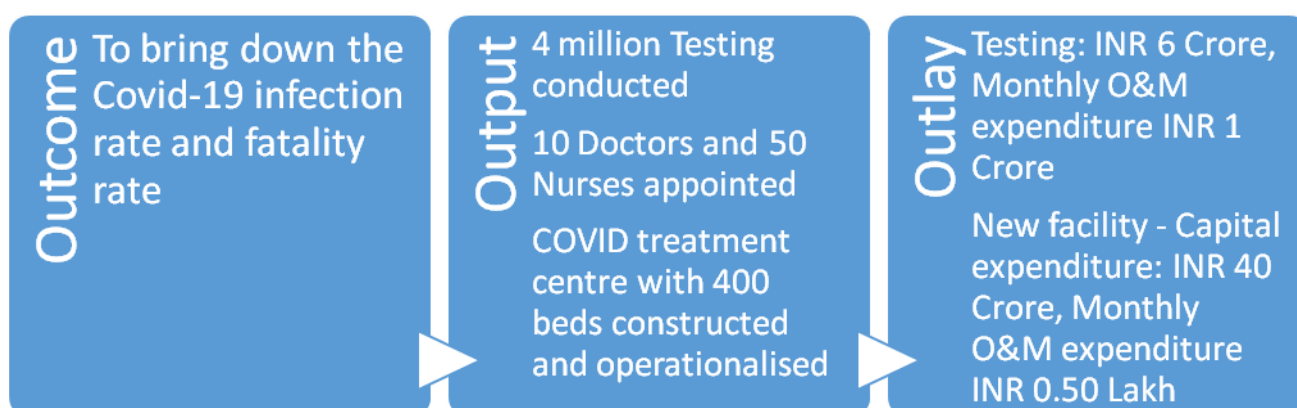 Outcome
To bring down the
Covid-19 infection
rate and fatality
rate
Output
4 million Testing
conducted
10 Doctors and 50
Nurses appointed
COVID treatment
centre with 400
beds constructed
and operationalised
Outlay
Testing: INR 6 Crore,
Monthly O&M
expenditure INR 1
Crore
New facility - Capital
expenditure: INR 40
Crore, Monthly
O&M expenditure
INR 0.50 Lakh